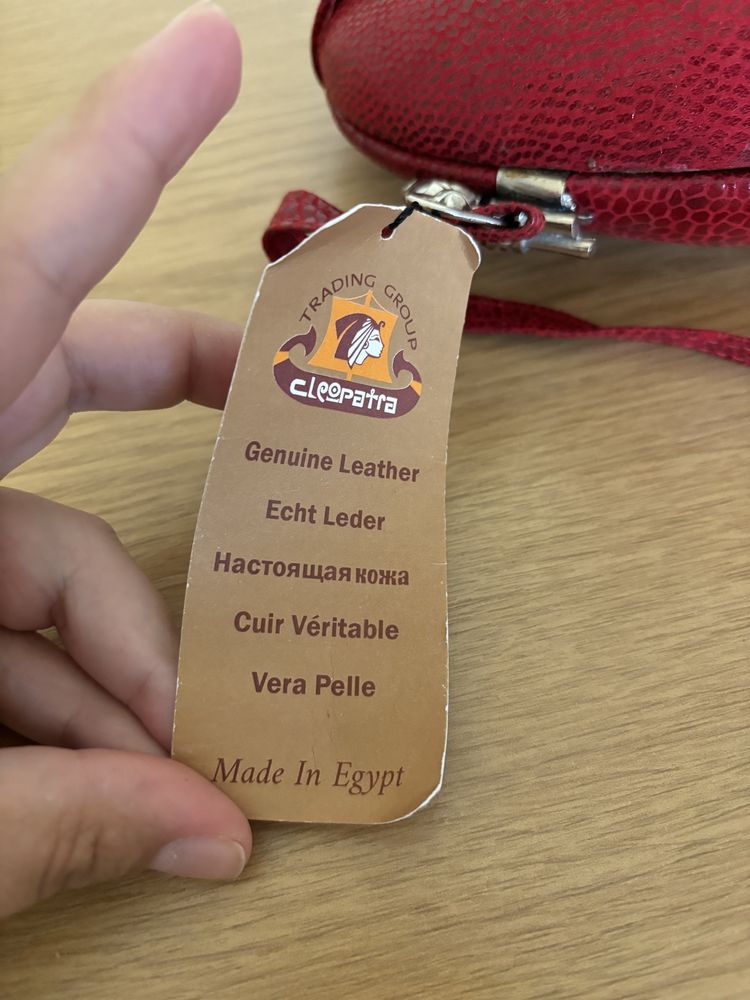 TRADING GROUP
cleopatra
Genuine Leather
Echt Leder
Настоящая кожа
Cuir Véritable
Vera Pelle
Made In Egypt